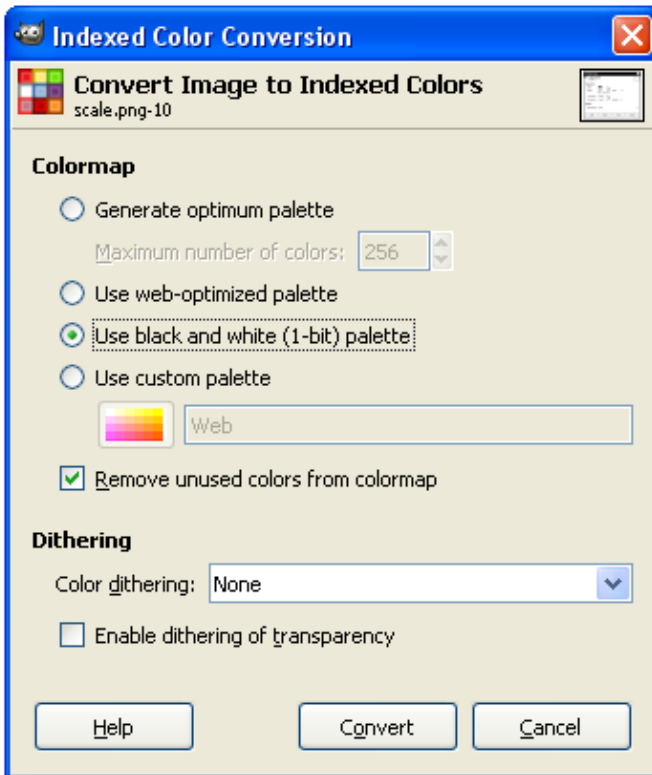 Indexed Color Conversion
Convert Image to Indexed Colors
scale.png-10
Colormap
Generate optimum palette
Maximum number of colors: 256
Use web-optimized palette
Use black and white (1-bit) palette
Use custom palette
Web
Remove unused colors from colormap
Dithering
Color dithering: None
Enable dithering of transparency
Help Convert Cancel